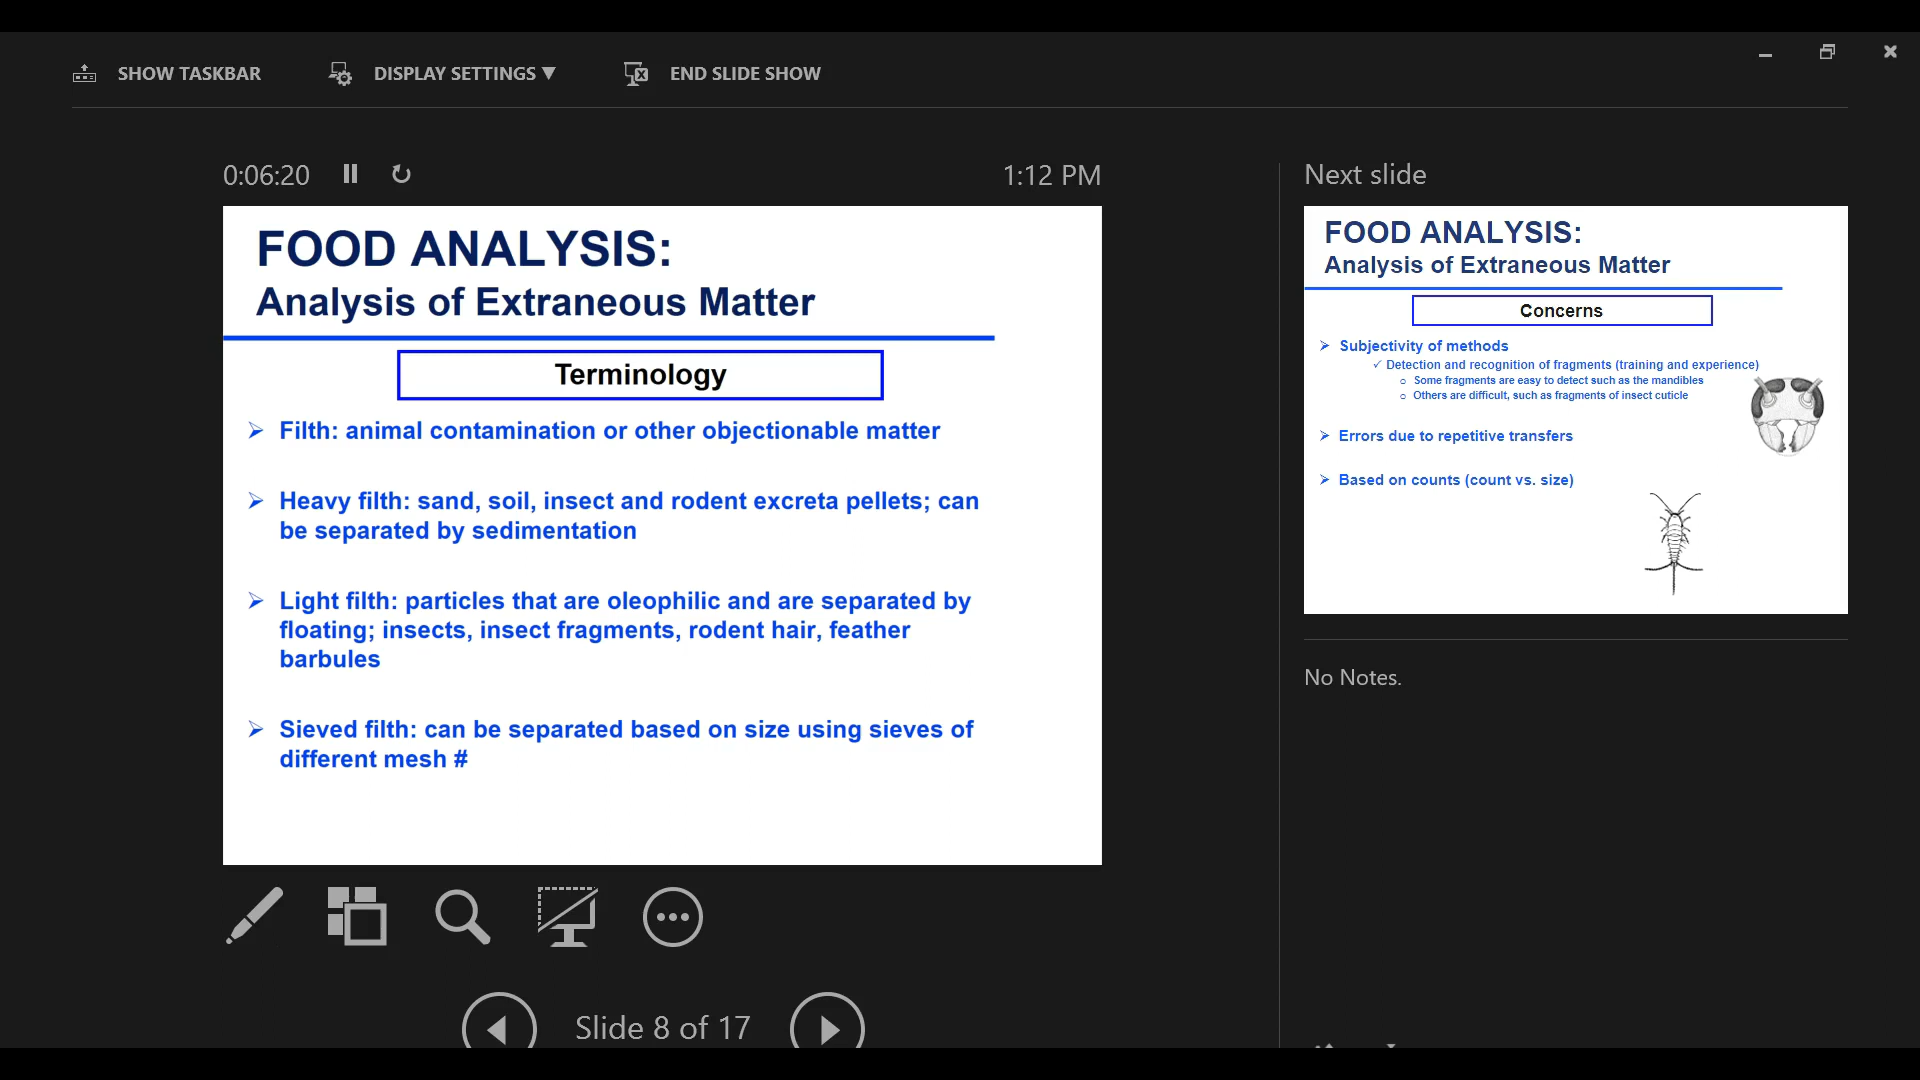 SHOW TASKBAR
DISPLAY SETTINGS ▼
END SLIDE SHOW
0:06:20
1:12 PM
FOOD ANALYSIS:
Analysis of Extraneous Matter
Terminology
➢ Filth: animal contamination or other objectionable matter
➢ Heavy filth: sand, soil, insect and rodent excreta pellets; can
be separated by sedimentation
➢ Light filth: particles that are oleophilic and are separated by
floating; insects, insect fragments, rodent hair, feather
barbules
➢ Sieved filth: can be separated based on size using sieves of
different mesh #
Slide 8 of 17
Next slide
FOOD ANALYSIS:
Analysis of Extraneous Matter
Concerns
➢ Subjectivity of methods
✓ Detection and recognition of fragments (training and experience)
o Some fragments are easy to detect such as the mandibles
o Others are difficult, such as fragments of insect cuticle
➢ Errors due to repetitive transfers
➢ Based on counts (count vs. size)
No Notes.